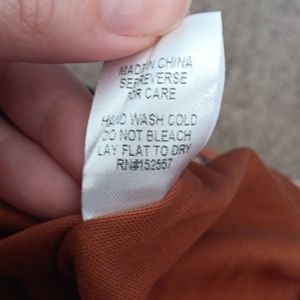 MADE IN CHINA
SEE REVERSE
FOR CARE
HAND WASH COLD
DO NOT BLEACH
LAY FLAT TO DRY
RN#152557